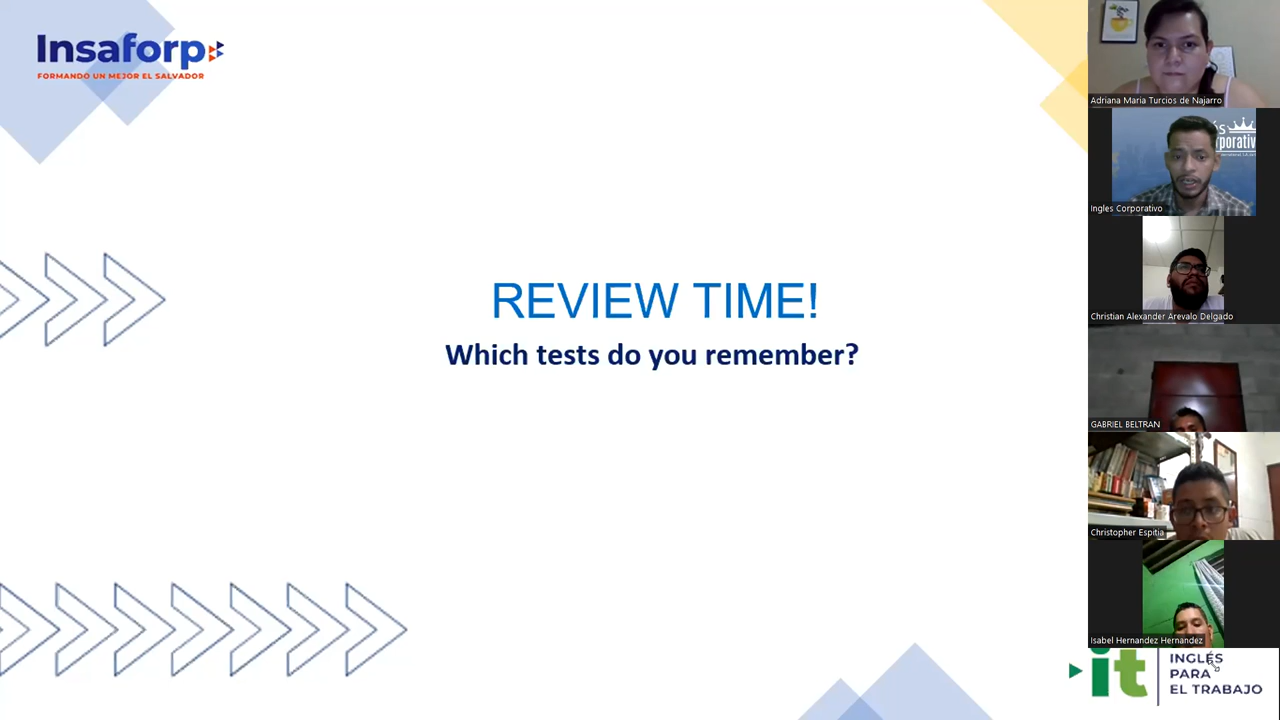 Insaforp
FORMANDO UN MEJOR EL SALVADOR
REVIEW TIME!
Which tests do you remember?
Adriana Maria Turcios de Najarro
Ingles Corporativo
Christian Alexander Arevalo Delgado
GABRIEL BELTRAN
Christopher Espitia
Isabel Hernandez Hernandez
it
INGLÉS
PARA
EL TRABAJO